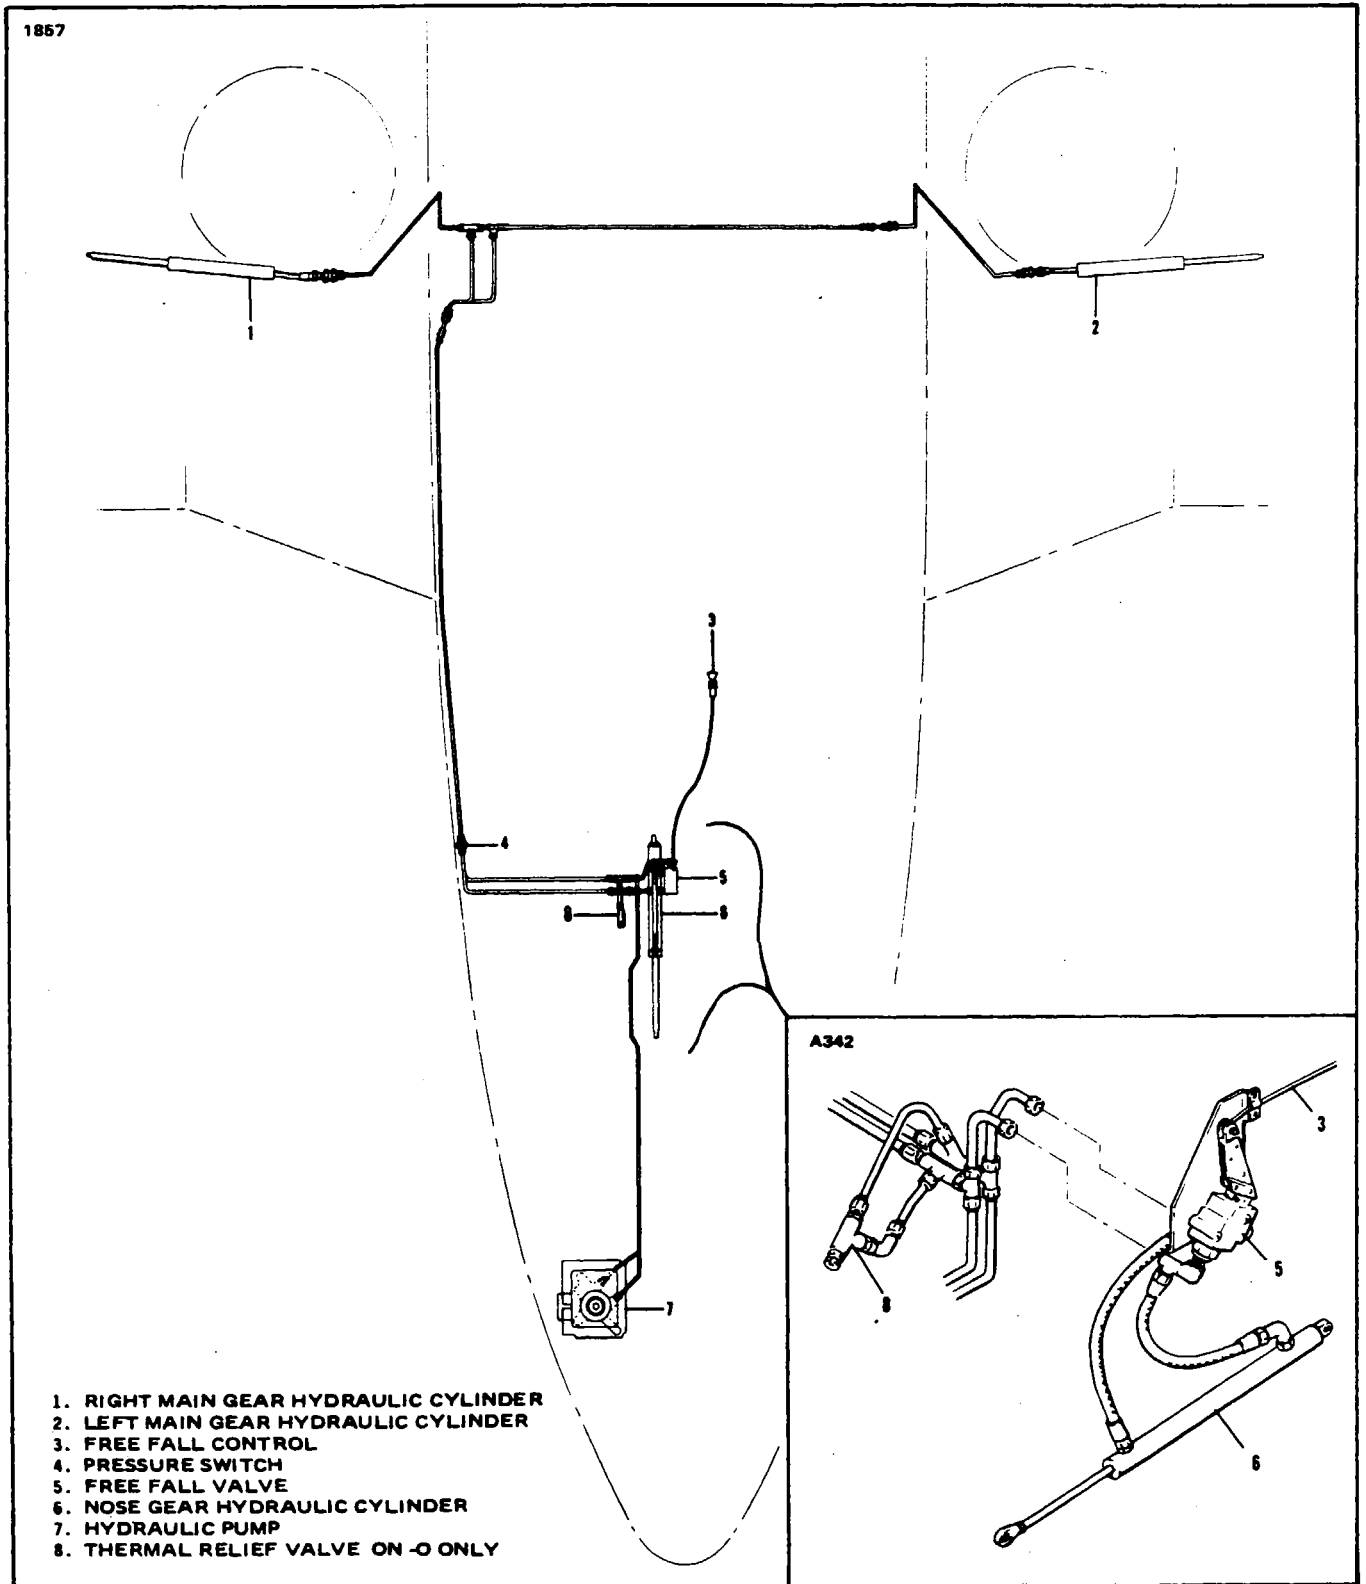 1857
1
2
3
4
5
8
6
7
A342
3
5
8
6
1. RIGHT MAIN GEAR HYDRAULIC CYLINDER
2. LEFT MAIN GEAR HYDRAULIC CYLINDER
3. FREE FALL CONTROL
4. PRESSURE SWITCH
5. FREE FALL VALVE
6. NOSE GEAR HYDRAULIC CYLINDER
7. HYDRAULIC PUMP
8. THERMAL RELIEF VALVE ON -O ONLY